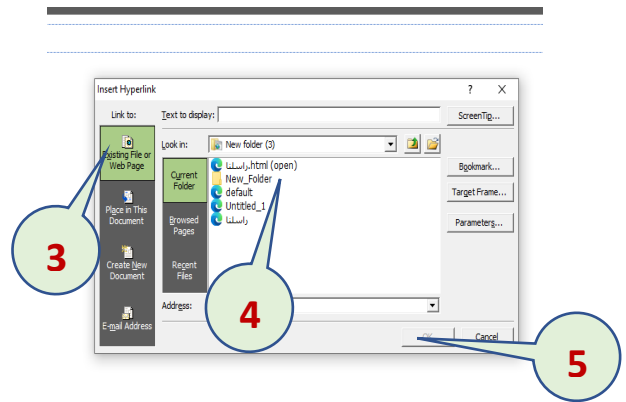 Insert Hyperlink ? X
Link to: Text to display: ScreenTip...
Existing File or Web Page
Look in: New folder (3)
Current Folder
راسلنا.html (open)
New_Folder
default
Untitled_1
راسلنا
Bookmark...
Target Frame...
Parameters...
Place in This Document
Browsed Pages
Create New Document
Recent Files
Address:
E-mail Address
OK Cancel
3
4
5